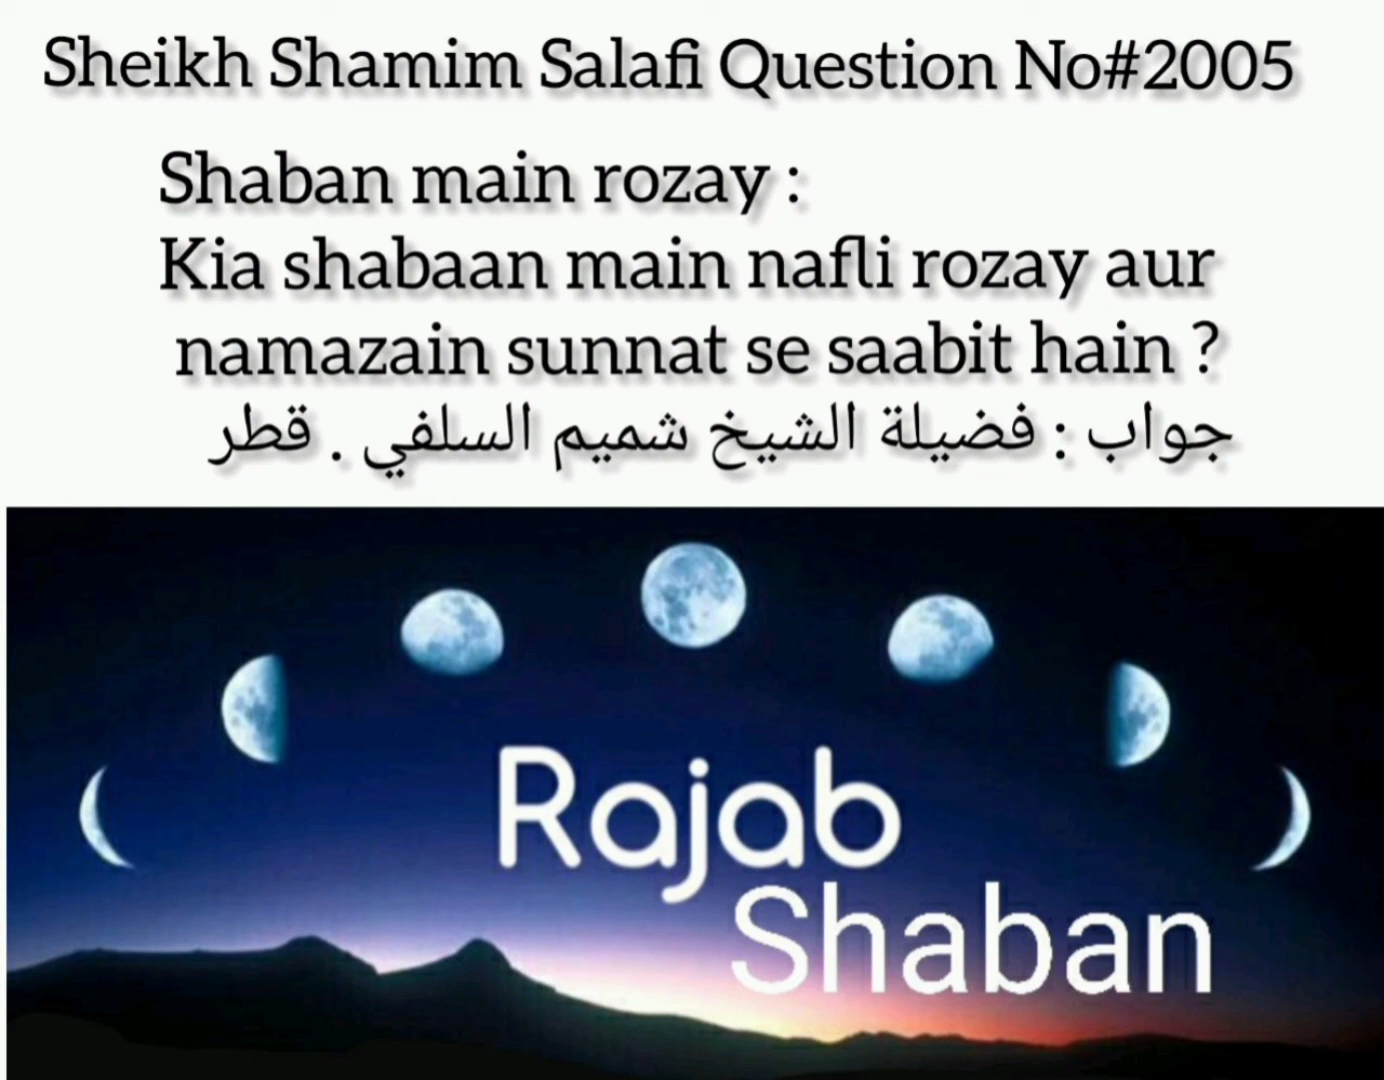 Sheikh Shamim Salafi Question No#2005
Shaban main rozay :
Kia shabaan main nafli rozay aur
namazain sunnat se saabit hain ?
جواب : فضيلة الشيخ شميم السلفي . قطر
Rajab
Shaban